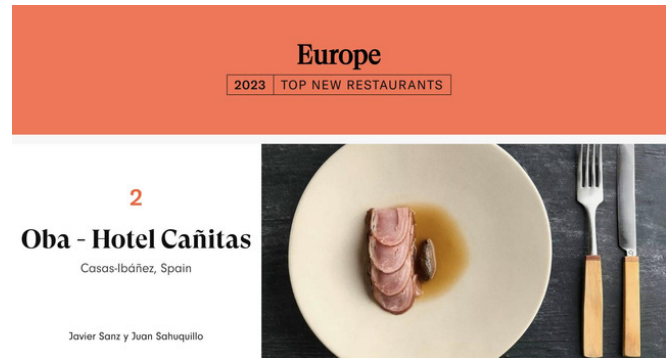 Europe
2023 TOP NEW RESTAURANTS
2
Oba - Hotel Cañitas
Casas-Ibáñez, Spain
Javier Sanz y Juan Sahuquillo